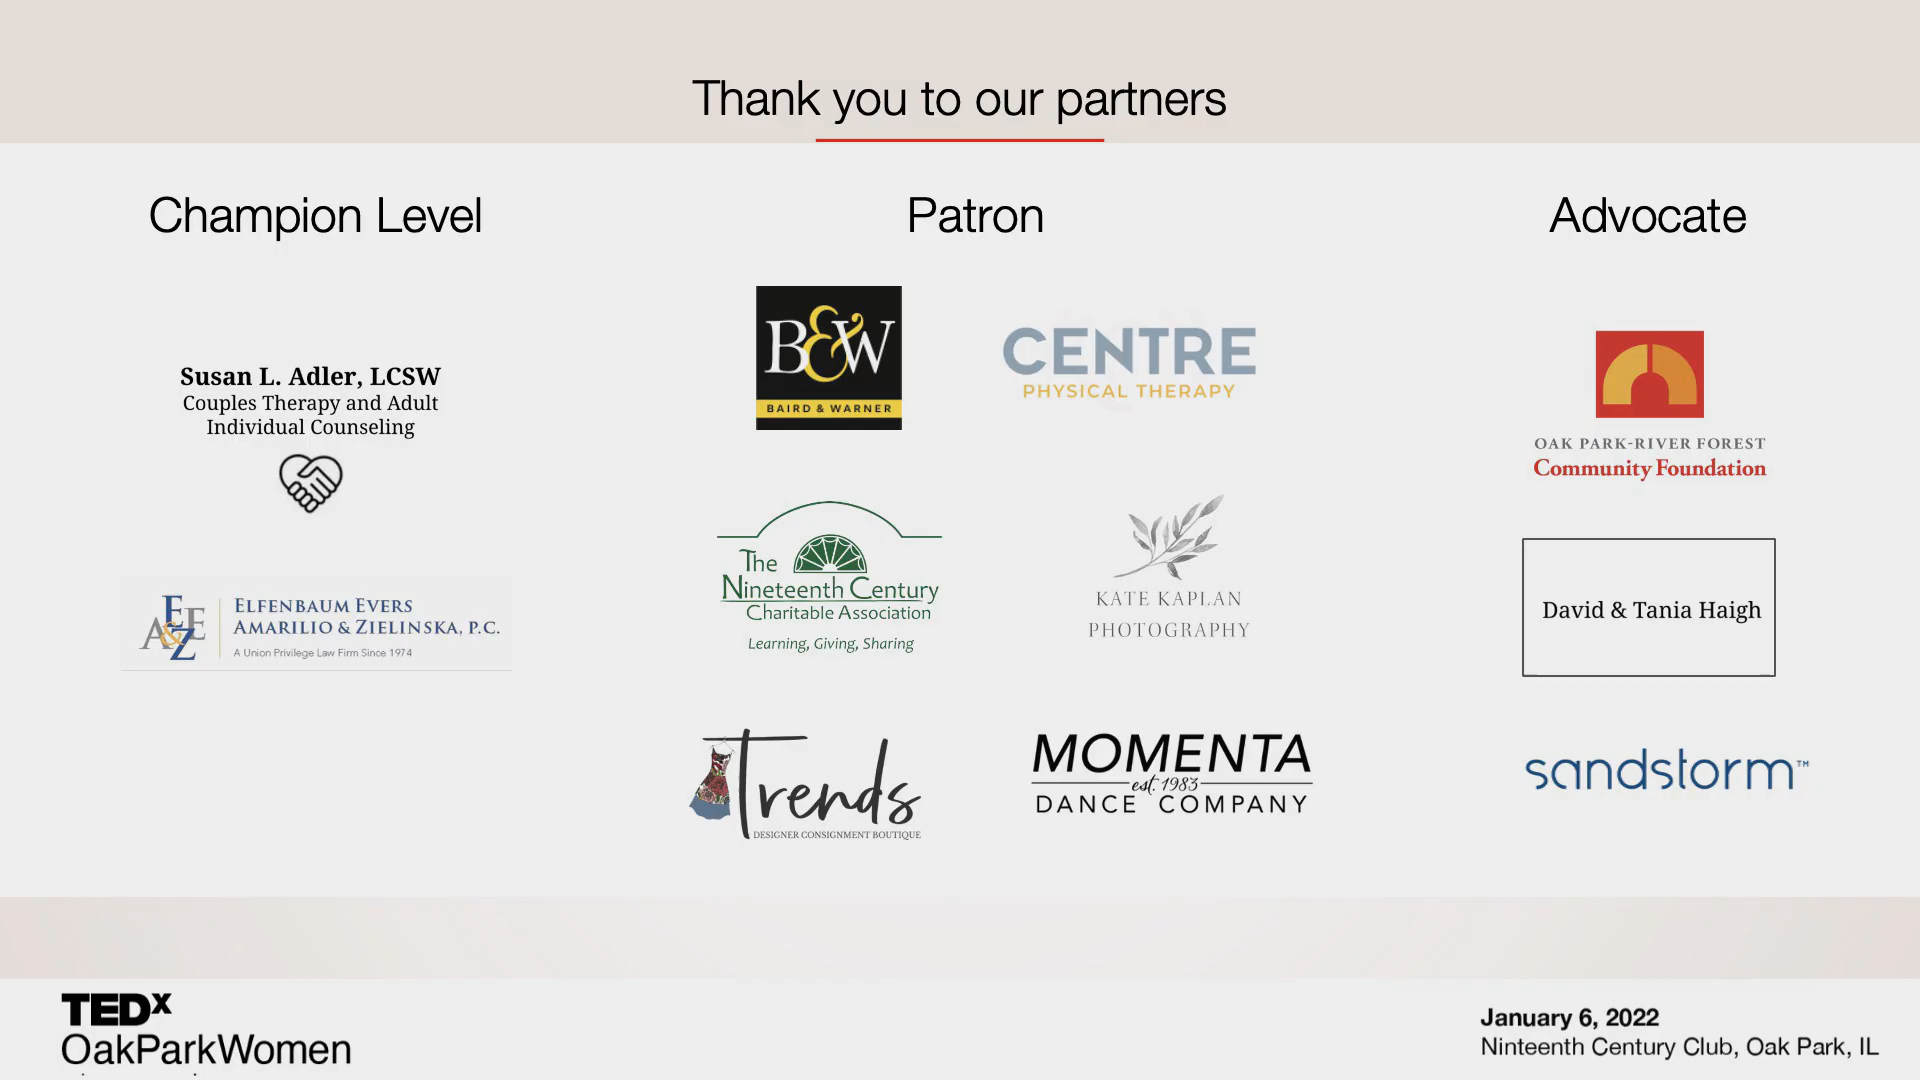 Thank you to our partners
Champion Level
Susan L. Adler, LCSW
Couples Therapy and Adult
Individual Counseling
AE&EZ
ELFENBAUM EVERS
AMARILIO & ZIELINSKA, P.C.
A Union Privilege Law Firm Since 1974
Patron
B&W
BAIRD & WARNER
CENTRE
PHYSICAL THERAPY
The
Nineteenth Century
Charitable Association
Learning, Giving, Sharing
KATE KAPLAN
PHOTOGRAPHY
Trends
DESIGNER CONSIGNMENT BOUTIQUE
MOMENTA
est. 1983
DANCE COMPANY
Advocate
OAK PARK-RIVER FOREST
Community Foundation
David & Tania Haigh
sandstorm™
TEDx
OakParkWomen
January 6, 2022
Ninteenth Century Club, Oak Park, IL